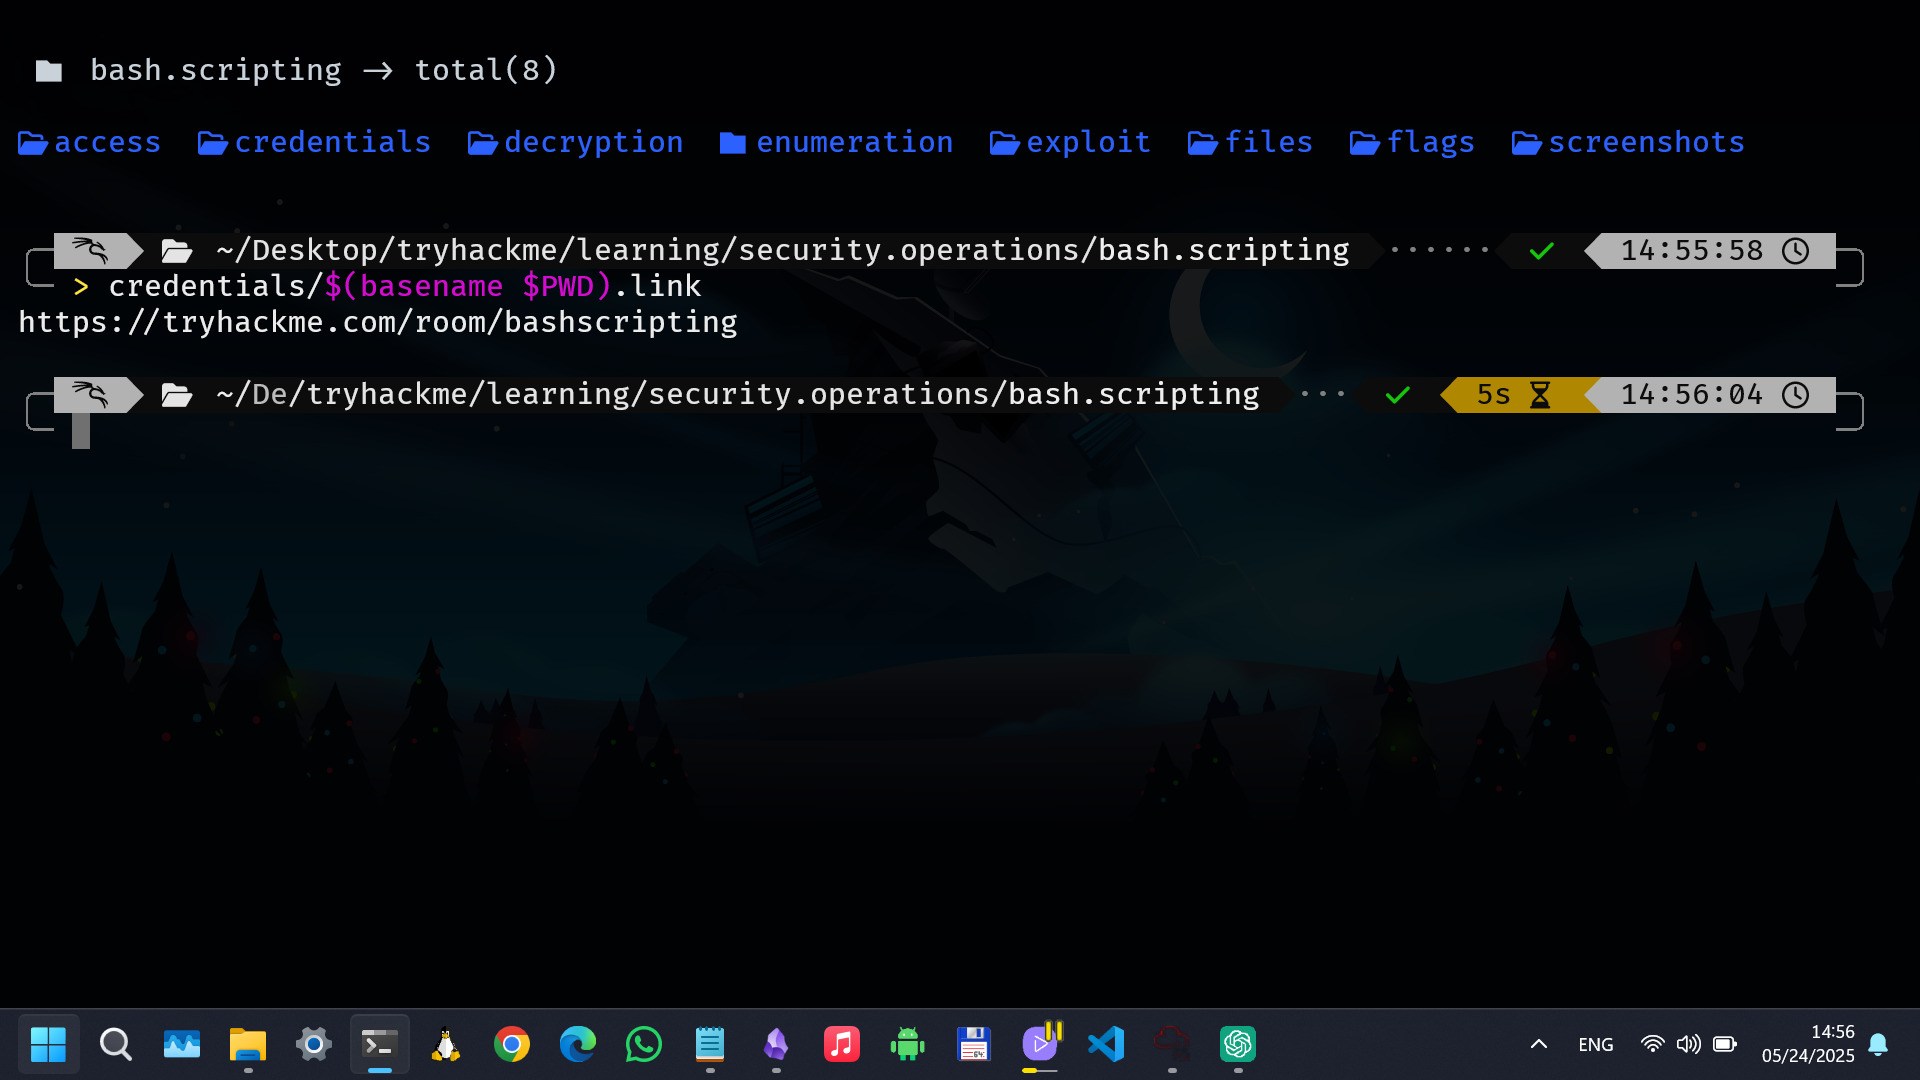 bash.scripting → total(8)
access credentials decryption enumeration exploit files flags screenshots
~/Desktop/tryhackme/learning/security.operations/bash.scripting ······ ✓ 14:55:58
> credentials/$(basename $PWD).link
https://tryhackme.com/room/bashscripting
~/De/tryhackme/learning/security.operations/bash.scripting ··· ✓ 5s 14:56:04
64
ENG
14:56
05/24/2025